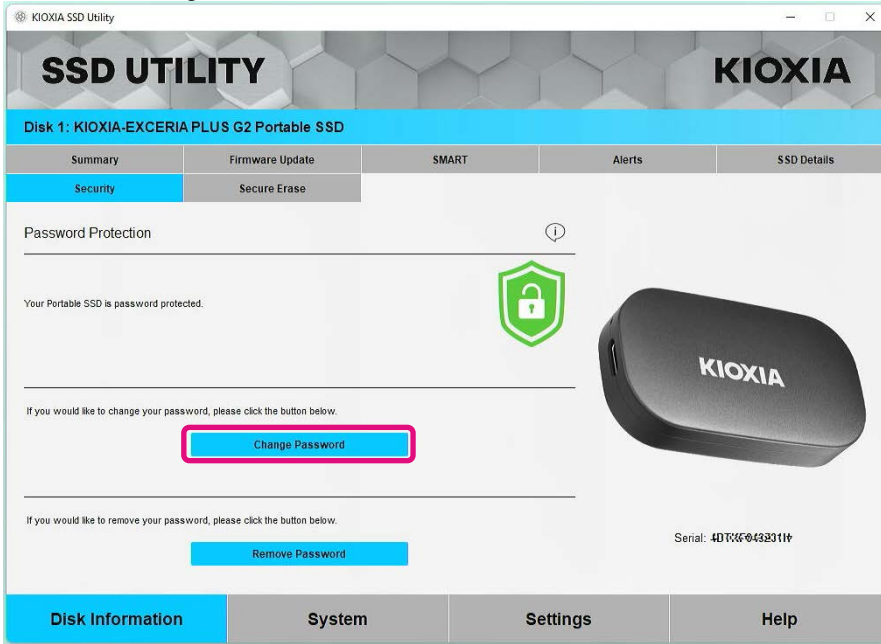 KIOXIA SSD Utility
SSD UTILITY
KIOXIA
Disk 1: KIOXIA-EXCERIA PLUS G2 Portable SSD
Summary
Firmware Update
SMART
Alerts
SSD Details
Security
Secure Erase
Password Protection
Your Portable SSD is password protected.
KIOXIA
If you would like to change your password, please click the button below.
Change Password
If you would like to remove your password, please click the button below.
Remove Password
Serial:
Disk Information
System
Settings
Help